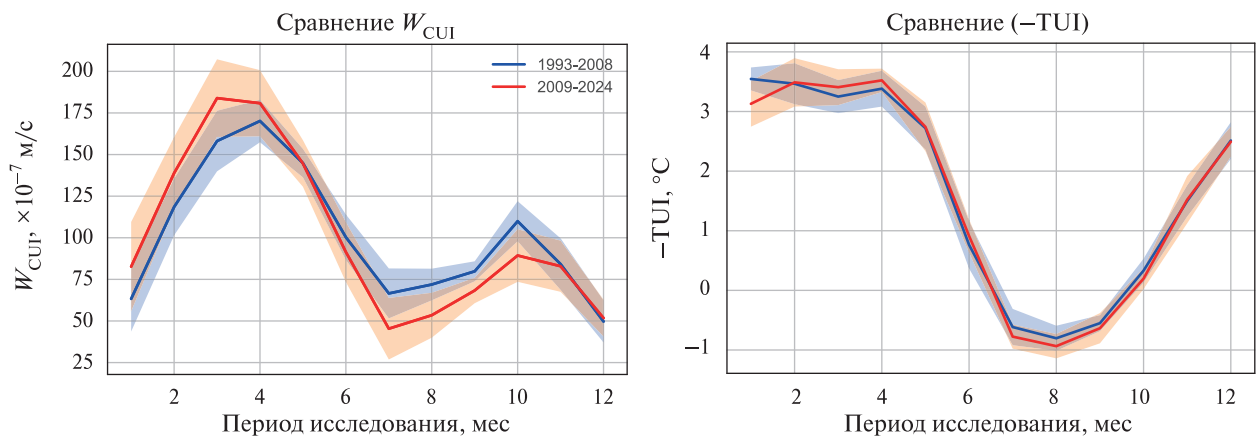 Сравнение W_CUI
W_CUI, ×10⁻⁷ м/с
200
175
150
125
100
75
50
25
1993-2008
2009-2024
2 4 6 8 10 12
Период исследования, мес
Сравнение (−TUI)
−TUI, °C
4
3
2
1
0
−1
2 4 6 8 10 12
Период исследования, мес